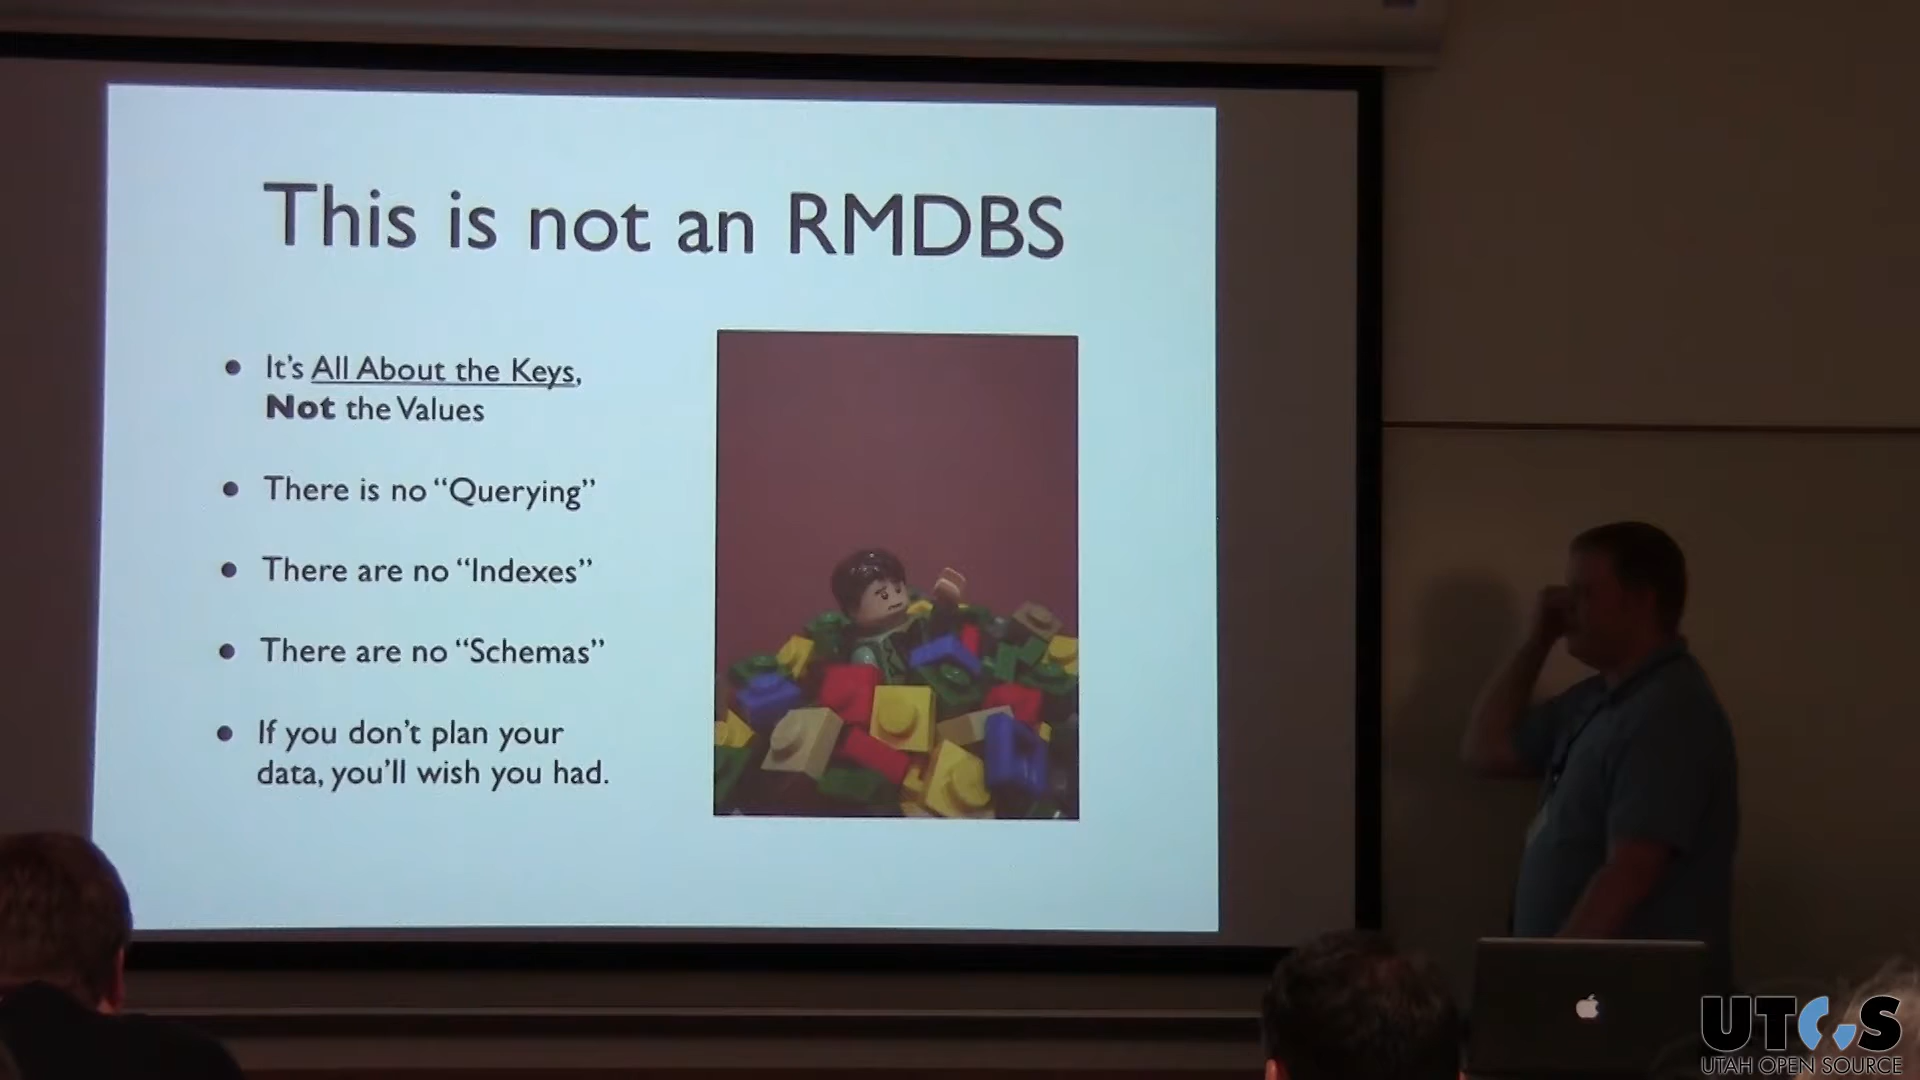 This is not an RMDBS
It's All About the Keys,
Not the Values
There is no “Querying”
There are no “Indexes”
There are no “Schemas”
If you don't plan your
data, you'll wish you had.
UTOS
UTAH OPEN SOURCE